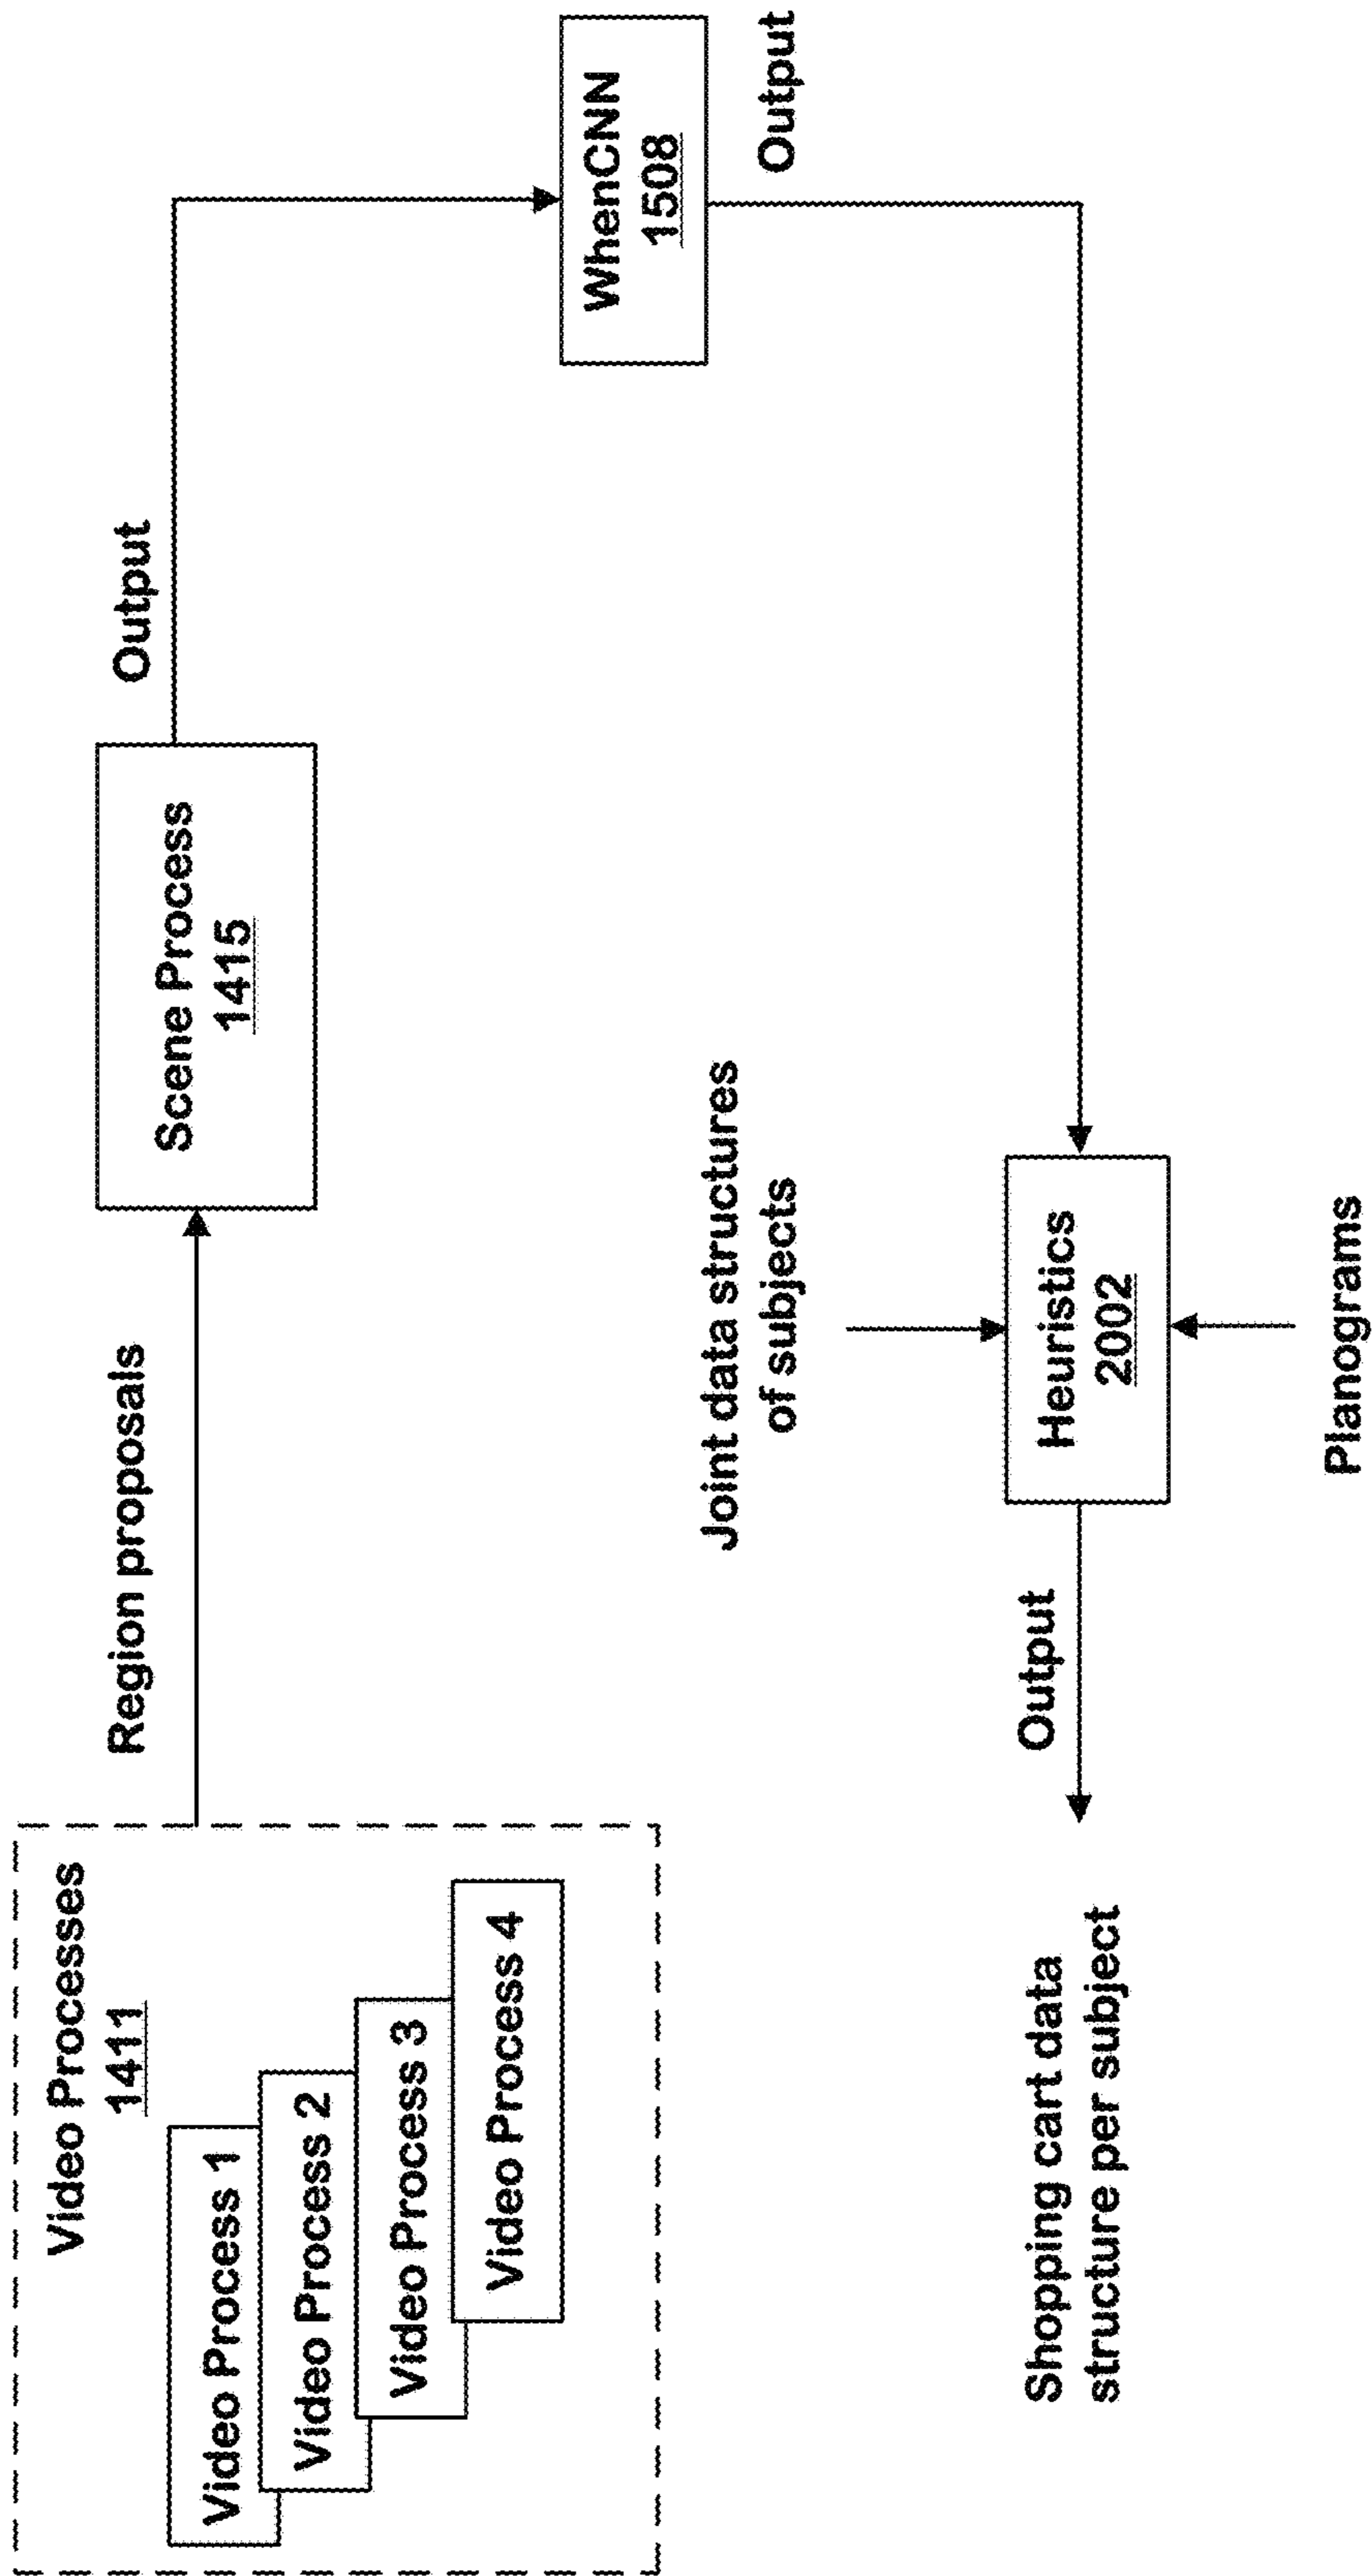 Video Processes
1411
Video Process 1
Video Process 2
Video Process 3
Video Process 4
Region proposals
Scene Process
1415
Output
WhenCNN
1508
Output
Joint data structures
of subjects
Heuristics
2002
Planograms
Output
Shopping cart data
structure per subject